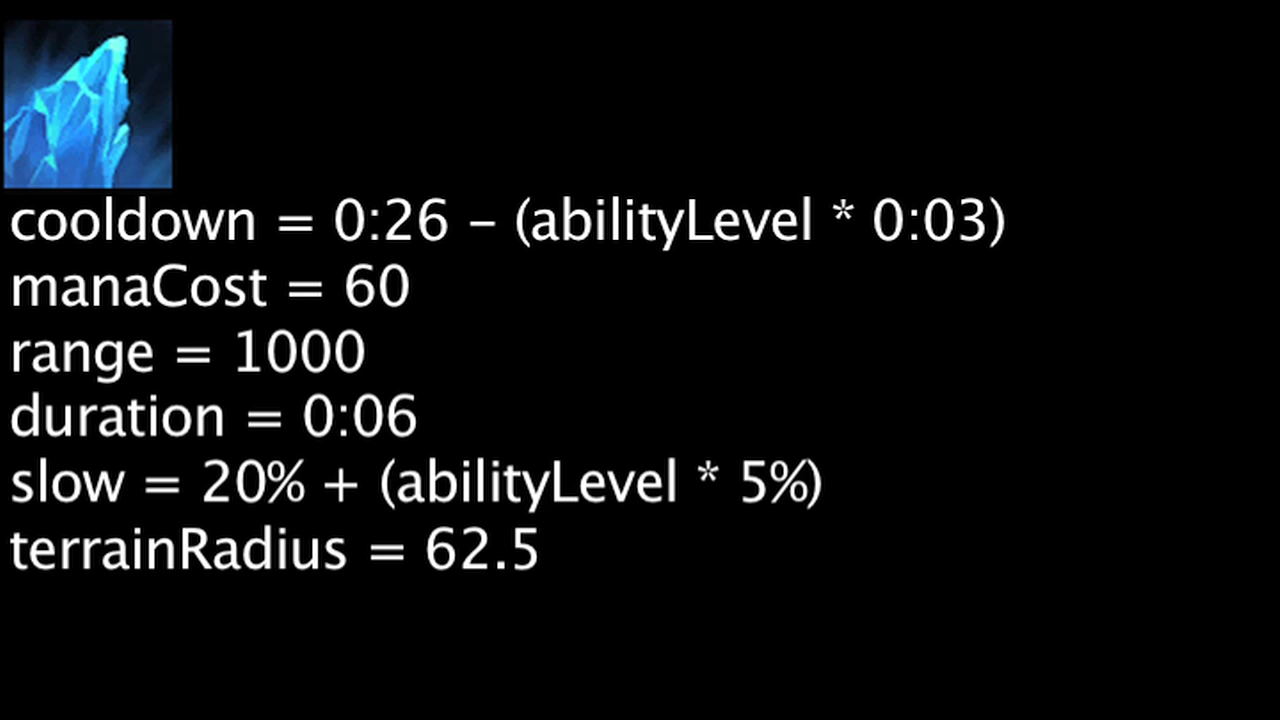 cooldown = 0:26 – (abilityLevel * 0:03)
manaCost = 60
range = 1000
duration = 0:06
slow = 20% + (abilityLevel * 5%)
terrainRadius = 62.5